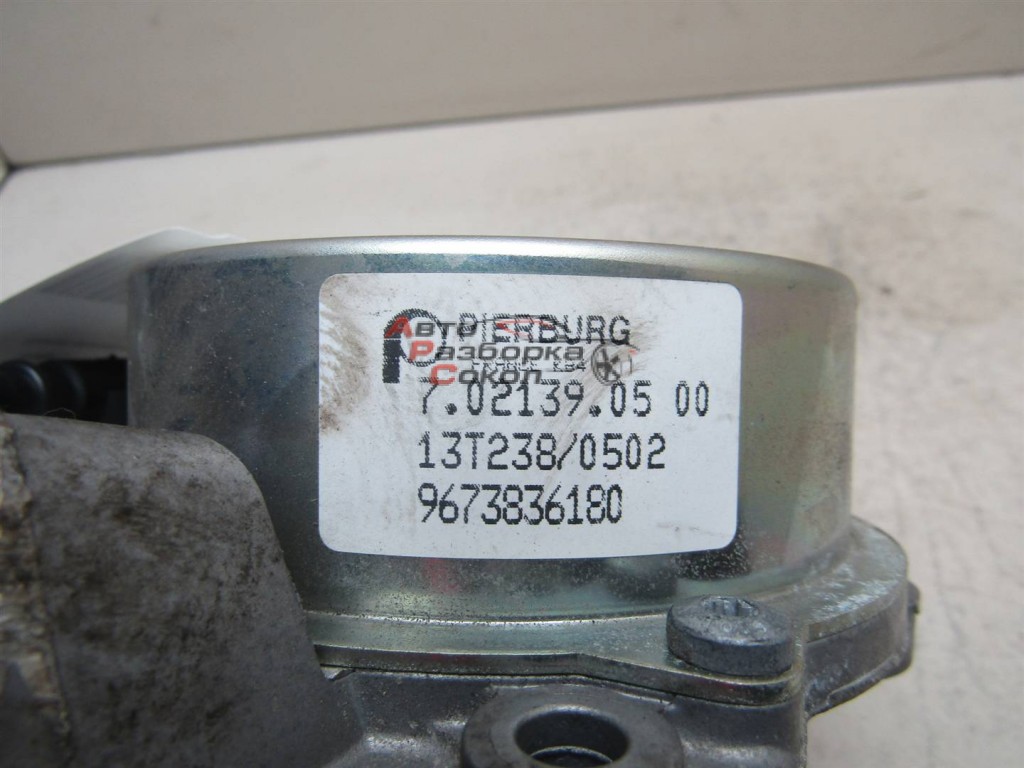 PIERBURG
Авто
Разборка
Сокол
7.02139.05 00
13T238/0502
9673836180